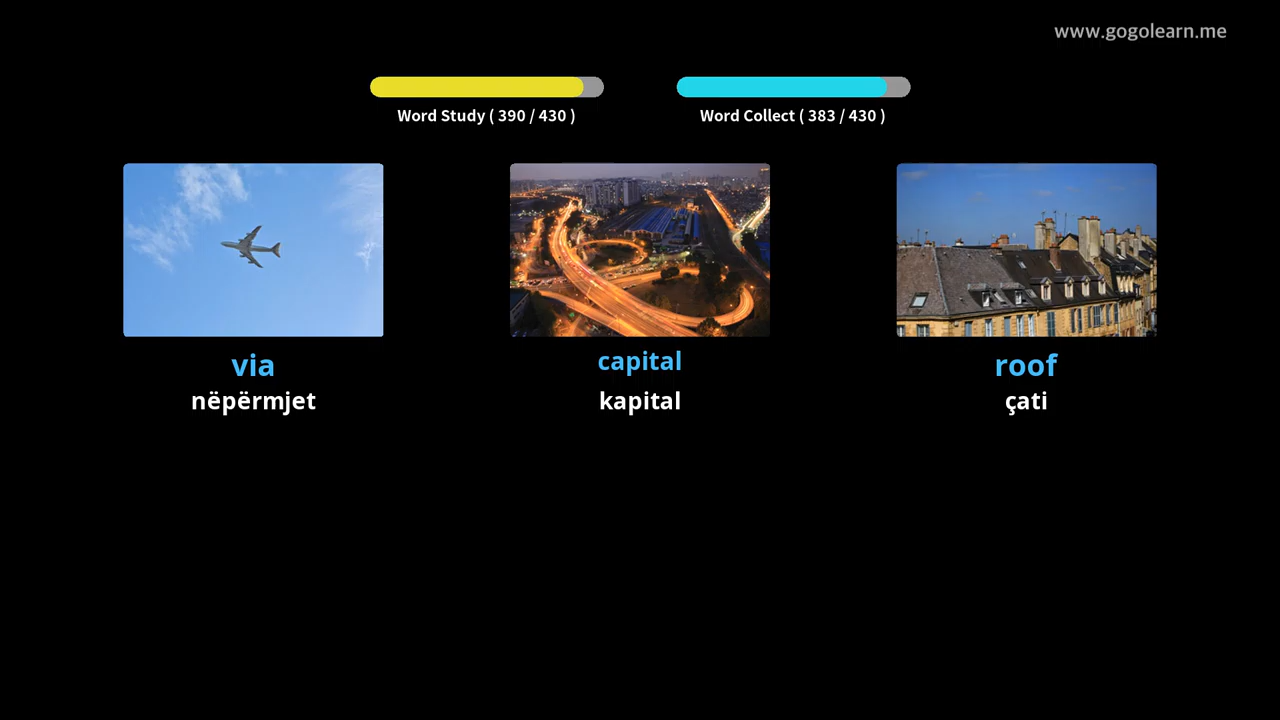 www.gogolearn.me
Word Study ( 390 / 430 )
Word Collect ( 383 / 430 )
via
capital
roof
nëpërmjet
kapital
çati